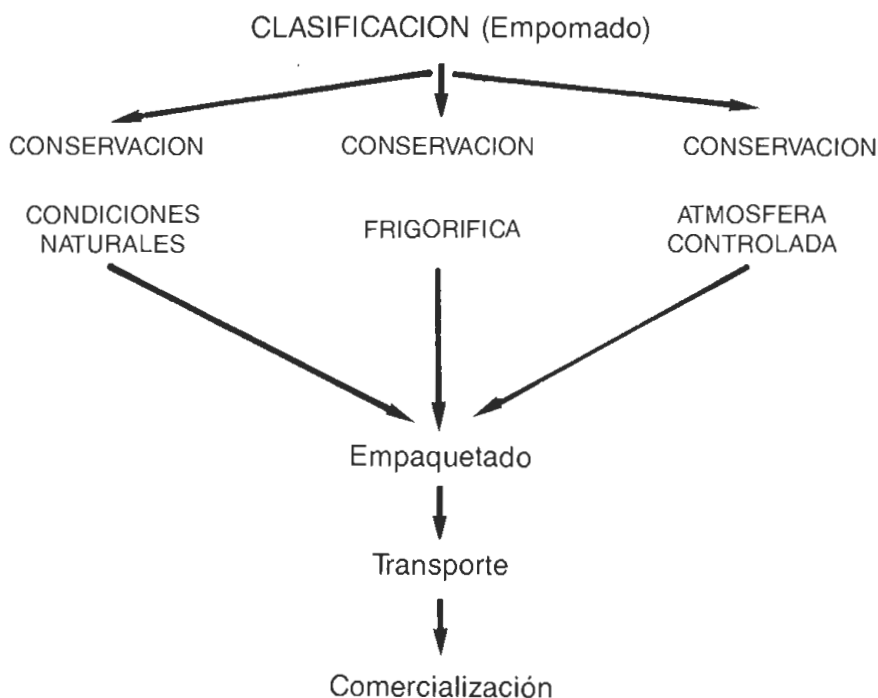 CLASIFICACION (Empomado)
CONSERVACION CONSERVACION CONSERVACION
CONDICIONES
NATURALES
FRIGORIFICA
ATMOSFERA
CONTROLADA
Empaquetado
Transporte
Comercialización